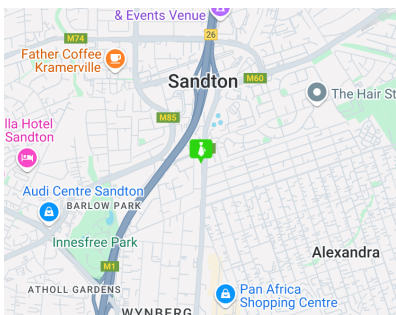 & Events Venue
26
M74
Father Coffee
Kramerville
Sandton
M60
The Hair St
M85
lla Hotel
Sandton
Audi Centre Sandton
BARLOW PARK
Innesfree Park
Alexandra
M1
ATHOLL GARDENS
Pan Africa
Shopping Centre
WYNBERG